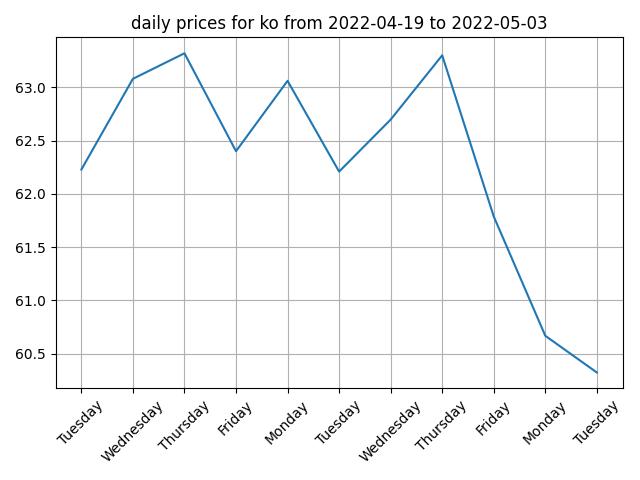 daily prices for ko from 2022-04-19 to 2022-05-03
63.0
62.5
62.0
61.5
61.0
60.5
Tuesday
Wednesday
Thursday
Friday
Monday
Tuesday
Wednesday
Thursday
Friday
Monday
Tuesday